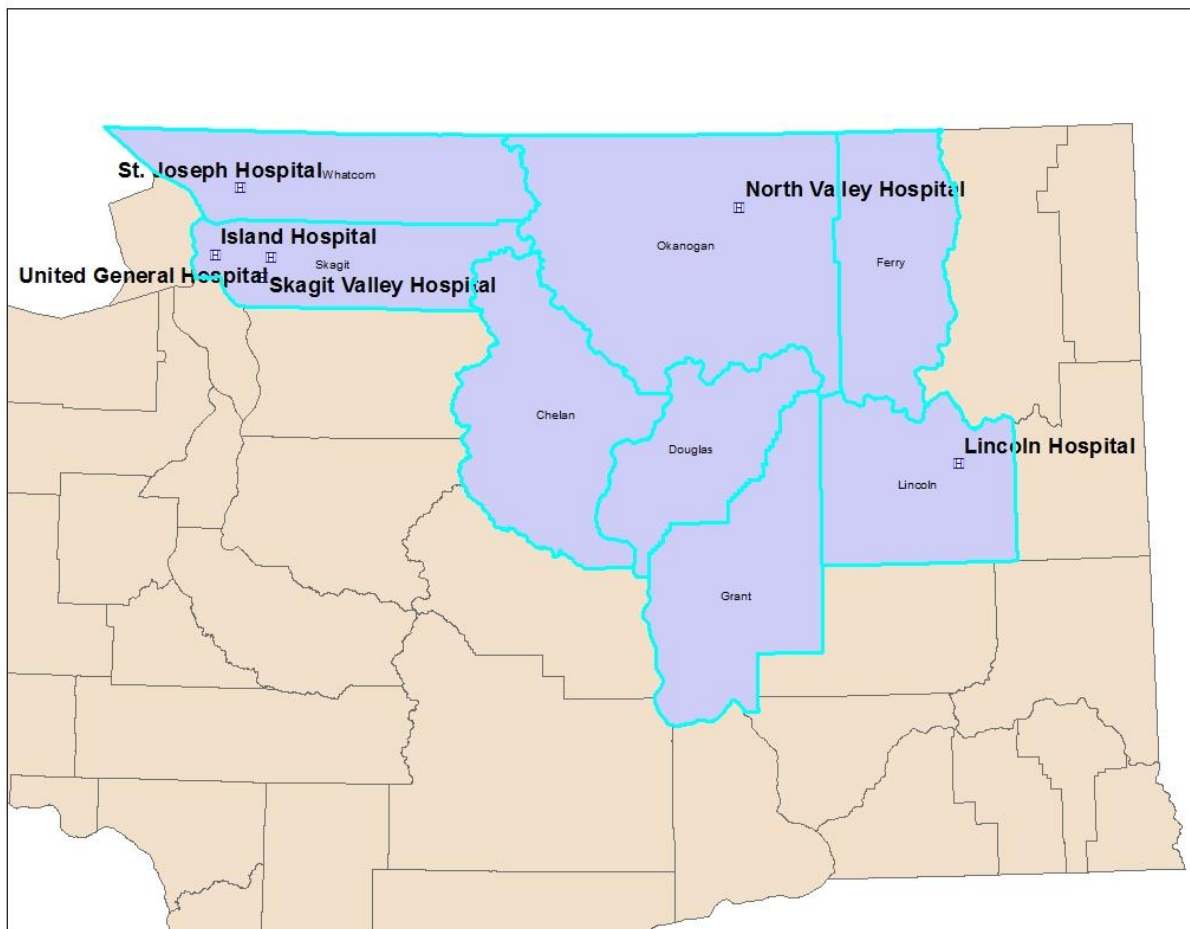 St. Joseph Hospital
Whatcom
North Valley Hospital
Island Hospital
Okanogan
Skagit
Ferry
United General Hospital
Skagit Valley Hospital
Chelan
Douglas
Lincoln Hospital
Lincoln
Grant
H
H
H
H
H
H